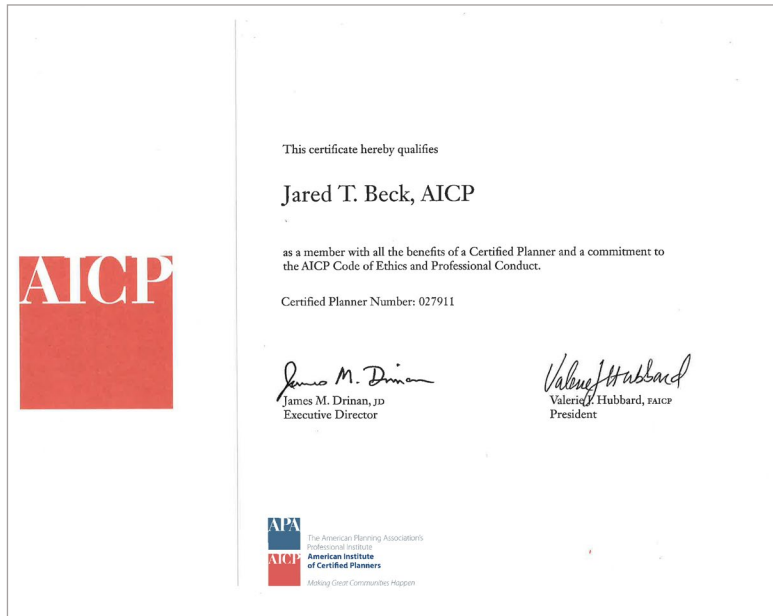 This certificate hereby qualifies
Jared T. Beck, AICP
as a member with all the benefits of a Certified Planner and a commitment to
the AICP Code of Ethics and Professional Conduct.
Certified Planner Number: 027911
AICP
James M. Drinan
Valerie J Hubbard
James M. Drinan, JD
Valerie J. Hubbard, FAICP
Executive Director
President
APA
The American Planning Association's
Professional Institute
AICP
American Institute
of Certified Planners
Making Great Communities Happen